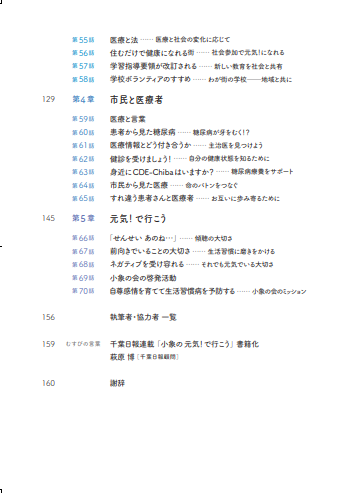 第55話 医療と法 …… 医療と社会の変化に応じて
第56話 住むだけで健康になれる街 …… 社会参加で元気！になれる
第57話 学習指導要領が改訂される …… 新しい教育を社会と共有
第58話 学校ボランティアのすすめ …… わが街の学校──地域と共に
129 第4章 市民と医療者
第59話 医療と言葉
第60話 患者から見た糖尿病 …… 糖尿病が牙をむく！？
第61話 医療情報とどう付き合うか …… 主治医を見つけよう
第62話 健診を受けましょう！ …… 自分の健康状態を知るために
第63話 身近にCDE-Chibaはいますか？ …… 糖尿病療養をサポート
第64話 市民から見た医療 …… 命のバトンをつなぐ
第65話 すれ違う患者さんと医療者 …… お互いに歩み寄るために
145 第5章 元気！で行こう
第66話 「せんせい あのね…」 …… 傾聴の大切さ
第67話 前向きでいることの大切さ …… 生活習慣に磨きをかける
第68話 ネガティブを受け容れる …… それでも元気でいる大切さ
第69話 小象の会の啓発活動
第70話 自尊感情を育てて生活習慣病を予防する …… 小象の会のミッション
156 執筆者・協力者 一覧
159 むすびの言葉 千葉日報連載「小象の 元気！で行こう」書籍化
萩原 博〔千葉日報顧問〕
160 謝辞